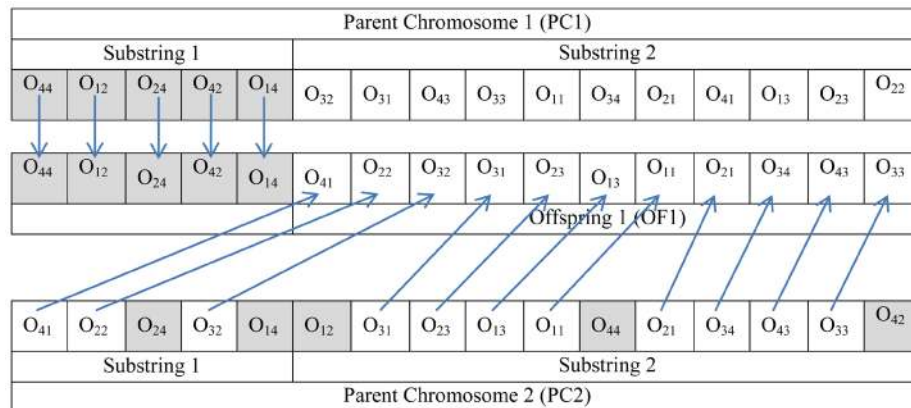 Parent Chromosome 1 (PC1)
Substring 1 Substring 2
O44 O12 O24 O42 O14 O32 O31 O43 O33 O11 O34 O21 O41 O13 O23 O22
O44 O12 O24 O42 O14 O41 O22 O32 O31 O23 O13 O11 O21 O34 O43 O33
Offspring 1 (OF1)
O41 O22 O24 O32 O14 O12 O31 O23 O13 O11 O44 O21 O34 O43 O33 O42
Substring 1 Substring 2
Parent Chromosome 2 (PC2)